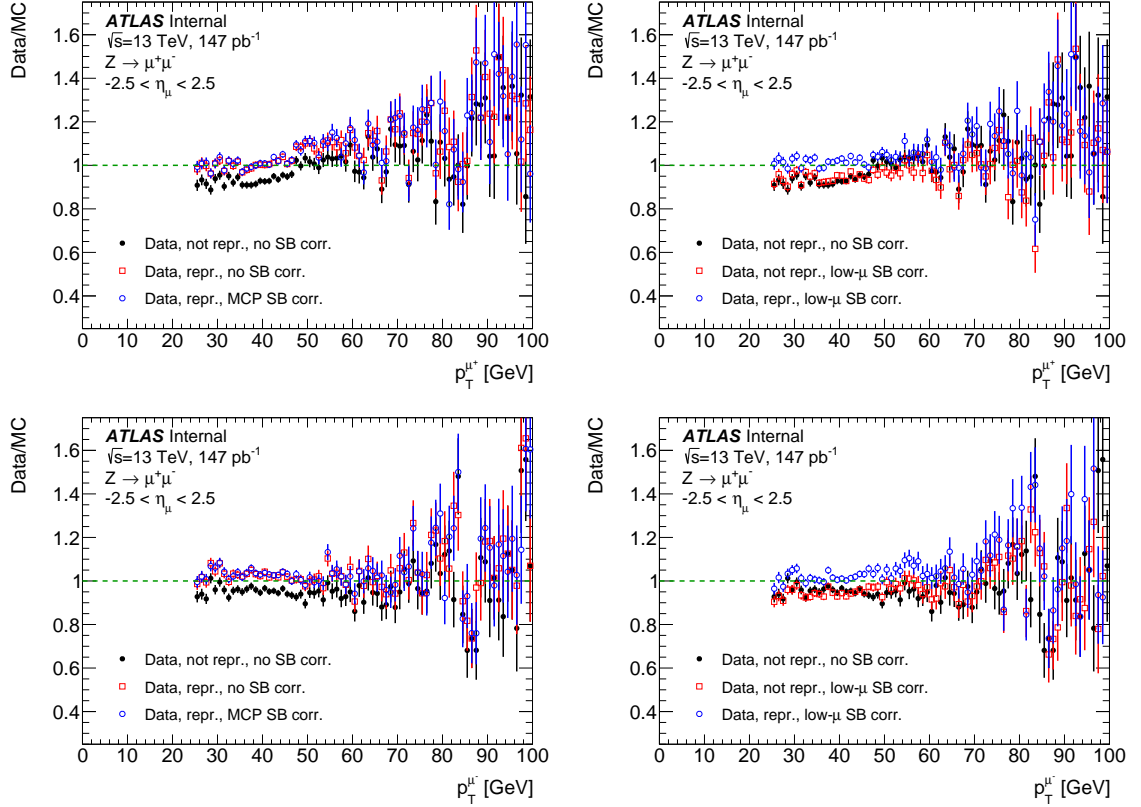 Data/MC
1.6
1.4
1.2
1
0.8
0.6
0.4
ATLAS Internal
√s=13 TeV, 147 pb⁻¹
Z → μ⁺μ⁻
-2.5 < η_μ < 2.5
Data, not repr., no SB corr.
Data, repr., no SB corr.
Data, repr., MCP SB corr.
0 10 20 30 40 50 60 70 80 90 100
p_T^μ⁺ [GeV]
Data/MC
1.6
1.4
1.2
1
0.8
0.6
0.4
ATLAS Internal
√s=13 TeV, 147 pb⁻¹
Z → μ⁺μ⁻
-2.5 < η_μ < 2.5
Data, not repr., no SB corr.
Data, not repr., low-μ SB corr.
Data, repr., low-μ SB corr.
0 10 20 30 40 50 60 70 80 90 100
p_T^μ⁺ [GeV]
Data/MC
1.6
1.4
1.2
1
0.8
0.6
0.4
ATLAS Internal
√s=13 TeV, 147 pb⁻¹
Z → μ⁺μ⁻
-2.5 < η_μ < 2.5
Data, not repr., no SB corr.
Data, repr., no SB corr.
Data, repr., MCP SB corr.
0 10 20 30 40 50 60 70 80 90 100
p_T^μ⁻ [GeV]
Data/MC
1.6
1.4
1.2
1
0.8
0.6
0.4
ATLAS Internal
√s=13 TeV, 147 pb⁻¹
Z → μ⁺μ⁻
-2.5 < η_μ < 2.5
Data, not repr., no SB corr.
Data, not repr., low-μ SB corr.
Data, repr., low-μ SB corr.
0 10 20 30 40 50 60 70 80 90 100
p_T^μ⁻ [GeV]